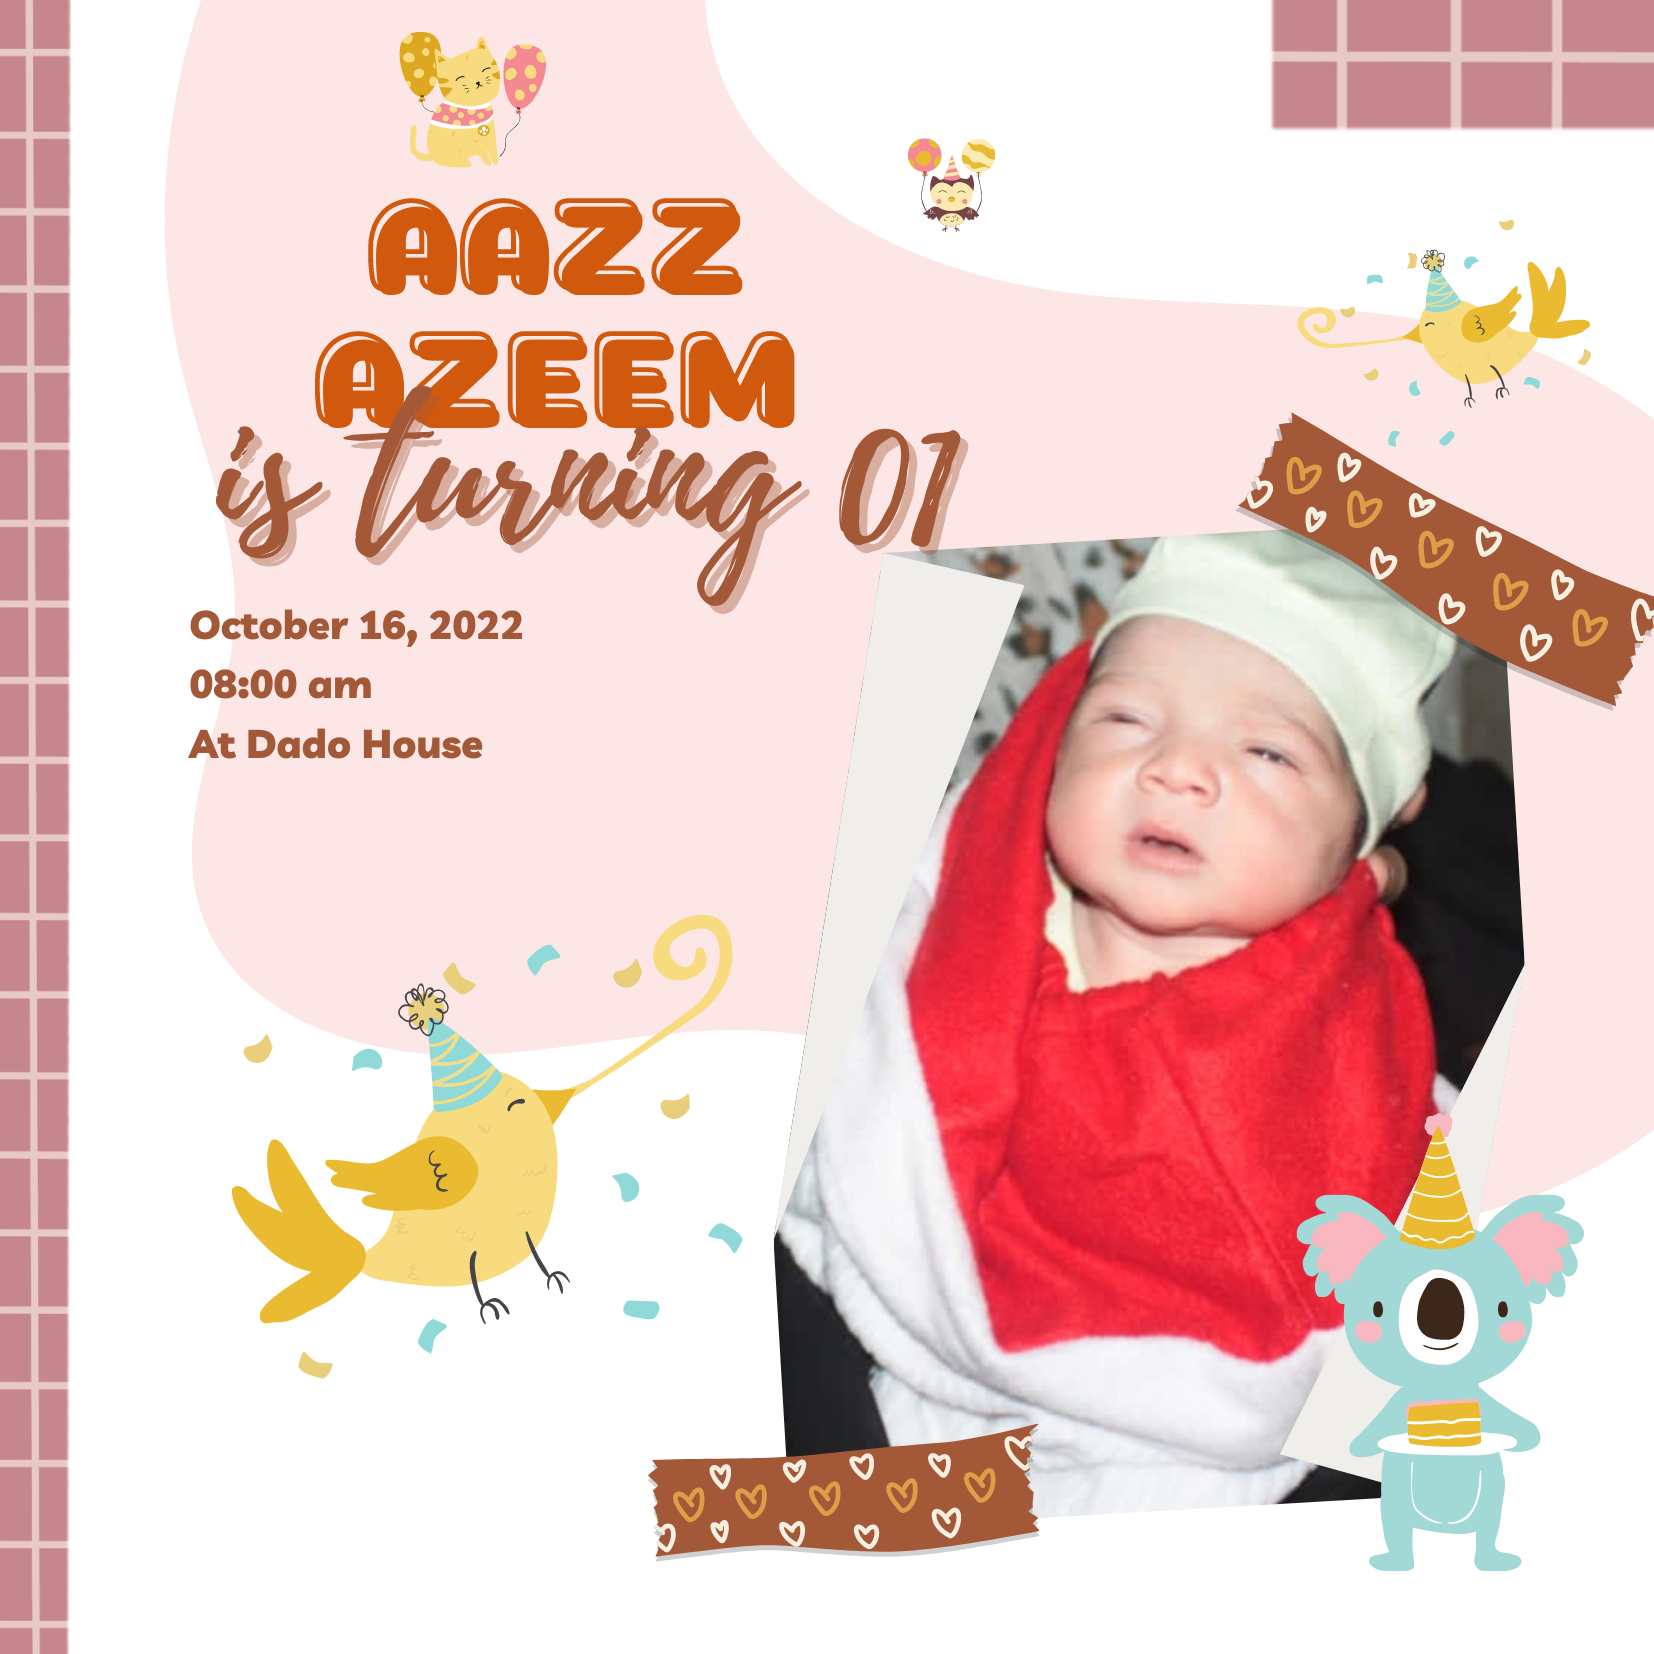 AAZZ
AZEEM
is turning 01
October 16, 2022
08:00 am
At Dado House